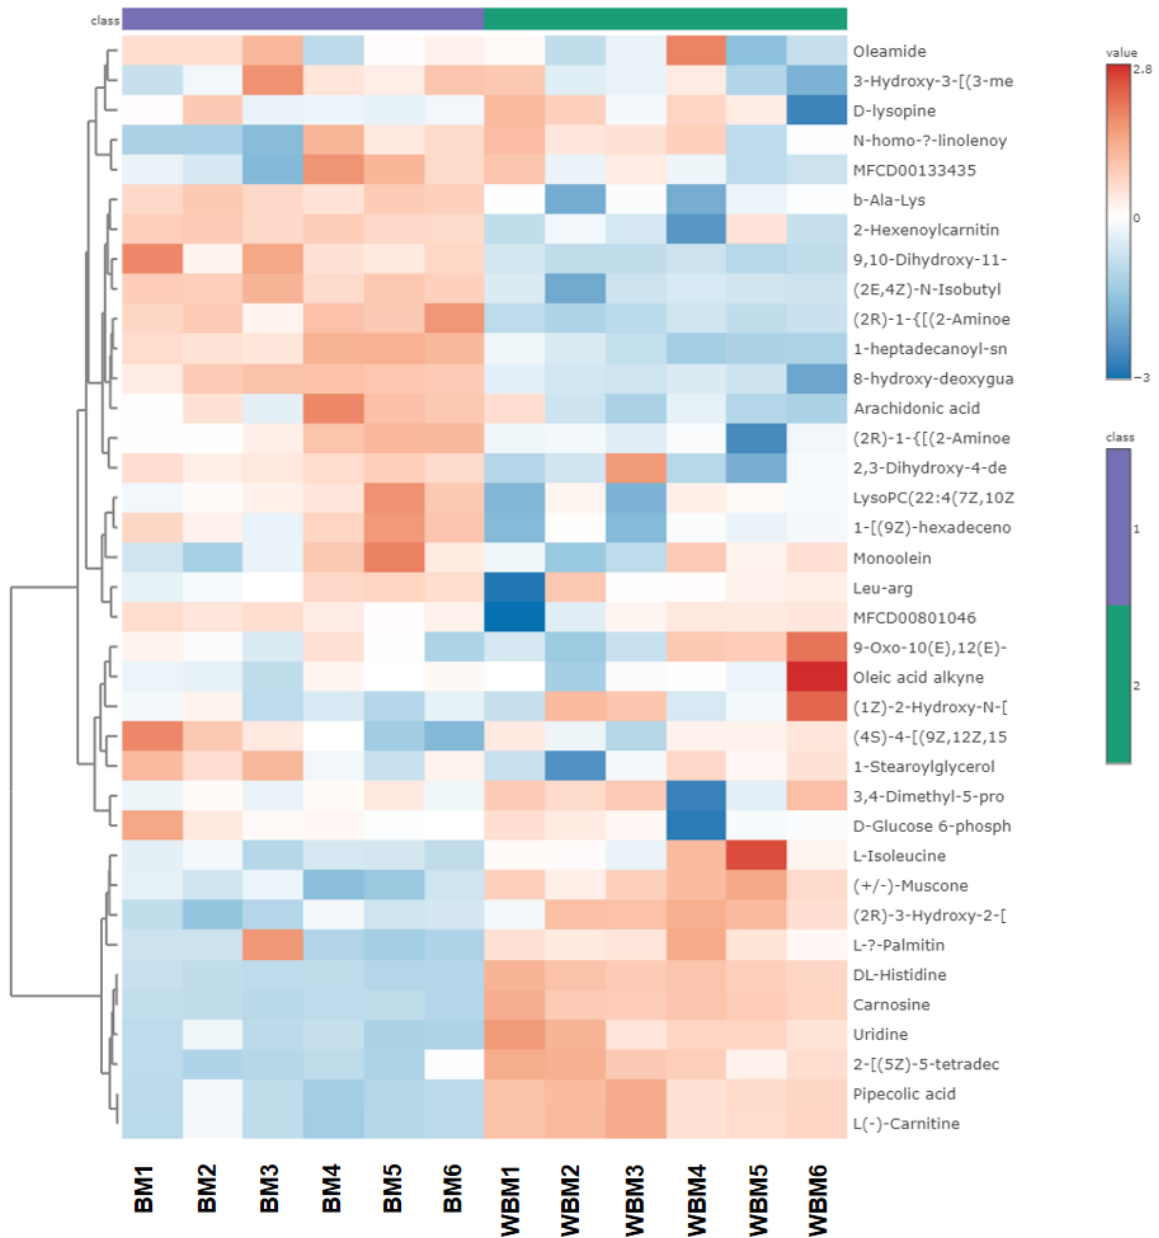 class
Oleamide
3-Hydroxy-3-[(3-me
D-lysopine
N-homo-?-linolenoy
MFCD00133435
b-Ala-Lys
2-Hexenoylcarnitin
9,10-Dihydroxy-11-
(2E,4Z)-N-Isobutyl
(2R)-1-{[(2-Aminoe
1-heptadecanoyl-sn
8-hydroxy-deoxygua
Arachidonic acid
(2R)-1-{[(2-Aminoe
2,3-Dihydroxy-4-de
LysoPC(22:4(7Z,10Z
1-[(9Z)-hexadeceno
Monoolein
Leu-arg
MFCD00801046
9-Oxo-10(E),12(E)-
Oleic acid alkyne
(1Z)-2-Hydroxy-N-[
(4S)-4-[(9Z,12Z,15
1-Stearoylglycerol
3,4-Dimethyl-5-pro
D-Glucose 6-phosph
L-Isoleucine
(+/-)-Muscone
(2R)-3-Hydroxy-2-[
L-?-Palmitin
DL-Histidine
Carnosine
Uridine
2-[(5Z)-5-tetradec
Pipecolic acid
L(-)-Carnitine
BM1
BM2
BM3
BM4
BM5
BM6
WBM1
WBM2
WBM3
WBM4
WBM5
WBM6
value
2.8
0
−3
class
1
2